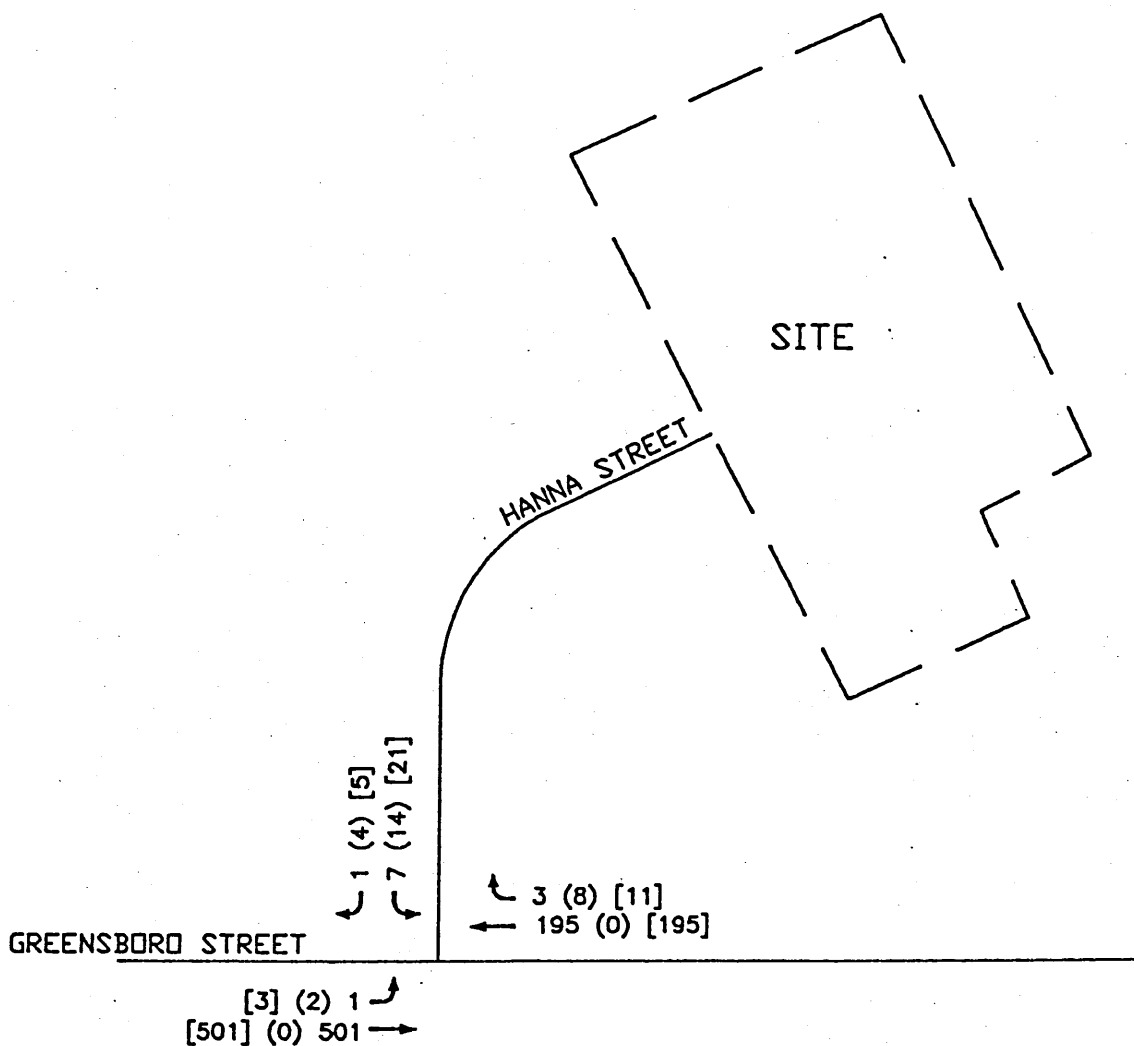 SITE
HANNA STREET
1 (4) [5]
7 (14) [21]
3 (8) [11]
195 (0) [195]
GREENSBORO STREET
[3] (2) 1
[501] (0) 501